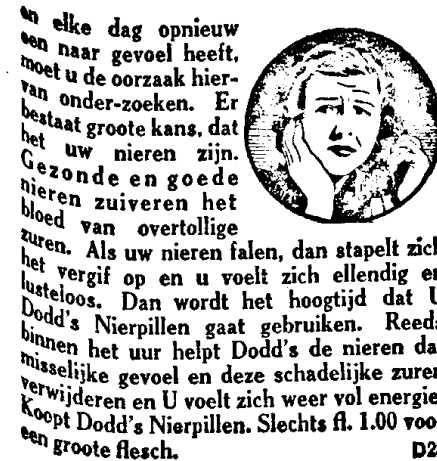 en elke dag opnieuw
een naar gevoel heeft,
moet u de oorzaak hier-
van onder-zoeken. Er
bestaat groote kans, dat
het uw nieren zijn.
Gezonde en goede
nieren zuiveren het
bloed van overtollige
zuren. Als uw nieren falen, dan stapelt zich
het vergif op en u voelt zich ellendig en
lusteloos. Dan wordt het hoogtijd dat U
Dodd's Nierpillen gaat gebruiken. Reeds
binnen het uur helpt Dodd's de nieren dat
misselijke gevoel en deze schadelijke zuren
verwijderen en U voelt zich weer vol energie.
Koopt Dodd's Nierpillen. Slechts fl. 1.00 voor
een groote flesch.
D2